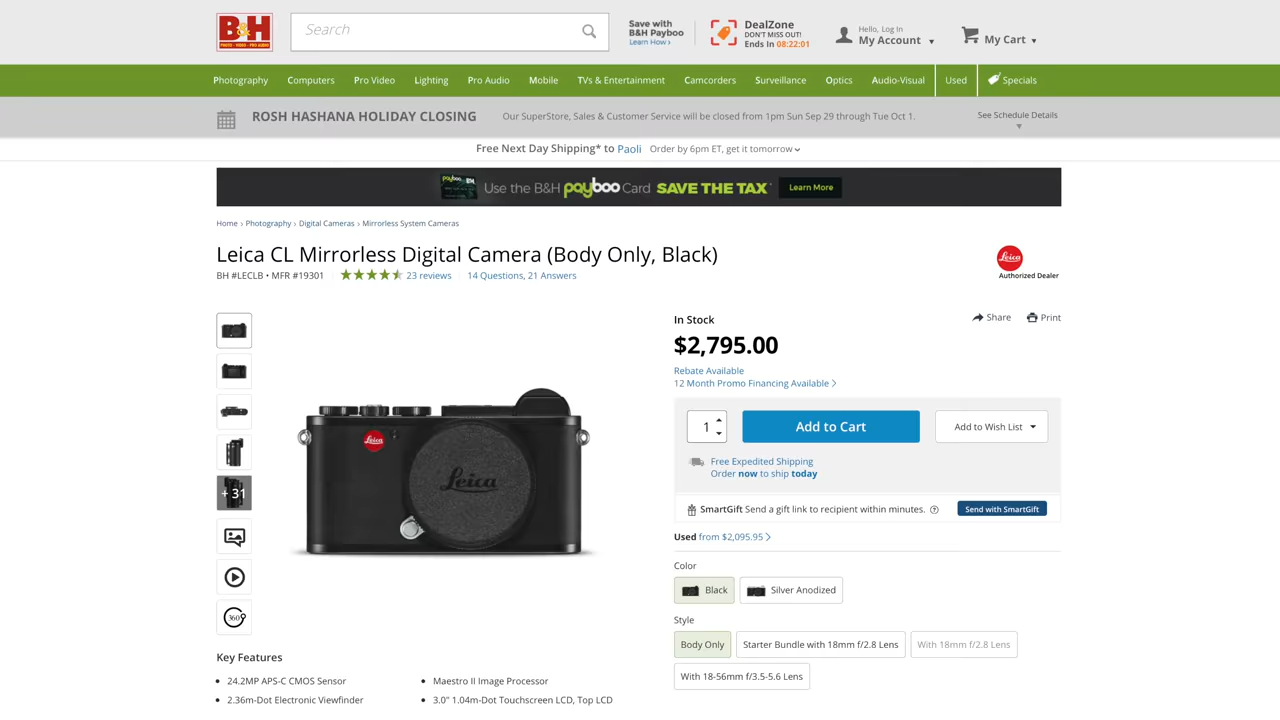 B&H
PHOTO - VIDEO - PRO AUDIO
Search
Save with
B&H Payboo
Learn How ›
DealZone
DON'T MISS OUT!
Ends In 08:22:01
Hello, Log In
My Account
My Cart
Photography Computers Pro Video Lighting Pro Audio Mobile TVs & Entertainment Camcorders Surveillance Optics Audio-Visual Used Specials
ROSH HASHANA HOLIDAY CLOSING Our SuperStore, Sales & Customer Service will be closed from 1pm Sun Sep 29 through Tue Oct 1. See Schedule Details
Free Next Day Shipping* to Paoli Order by 6pm ET, get it tomorrow
Use the B&H payboo Card SAVE THE TAX Learn More
Home › Photography › Digital Cameras › Mirrorless System Cameras
Leica CL Mirrorless Digital Camera (Body Only, Black)
BH #LECLB • MFR #19301 23 reviews 14 Questions, 21 Answers
Leica
Authorized Dealer
In Stock
Share Print
$2,795.00
Rebate Available
12 Month Promo Financing Available
1 Add to Cart Add to Wish List
Free Expedited Shipping
Order now to ship today
SmartGift Send a gift link to recipient within minutes. Send with SmartGift
Used from $2,095.95
Color
Black Silver Anodized
Style
Body Only Starter Bundle with 18mm f/2.8 Lens With 18mm f/2.8 Lens
With 18-56mm f/3.5-5.6 Lens
+ 31
360°
Leica
Leica
Key Features
• 24.2MP APS-C CMOS Sensor
• 2.36m-Dot Electronic Viewfinder
• Maestro II Image Processor
• 3.0" 1.04m-Dot Touchscreen LCD, Top LCD